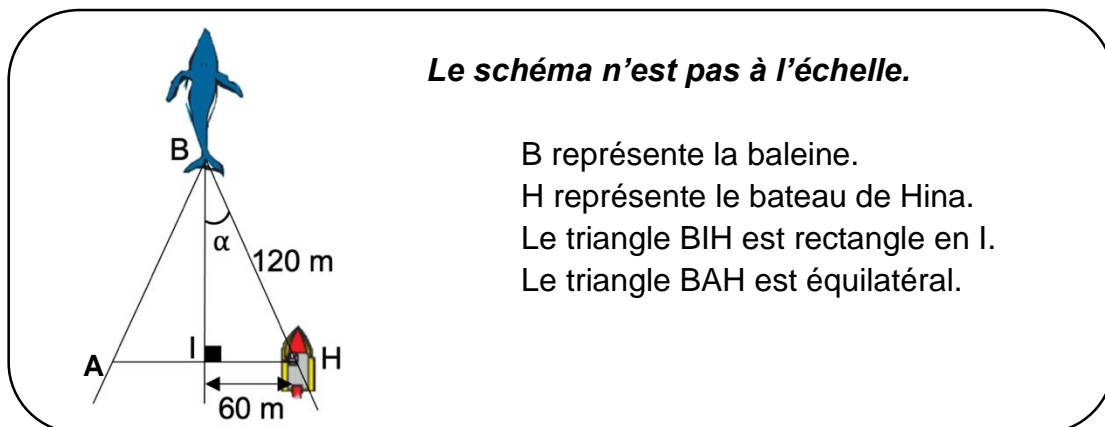 Le schéma n’est pas à l’échelle.
B représente la baleine.
H représente le bateau de Hina.
Le triangle BIH est rectangle en I.
Le triangle BAH est équilatéral.
B
α
120 m
A
I
H
60 m